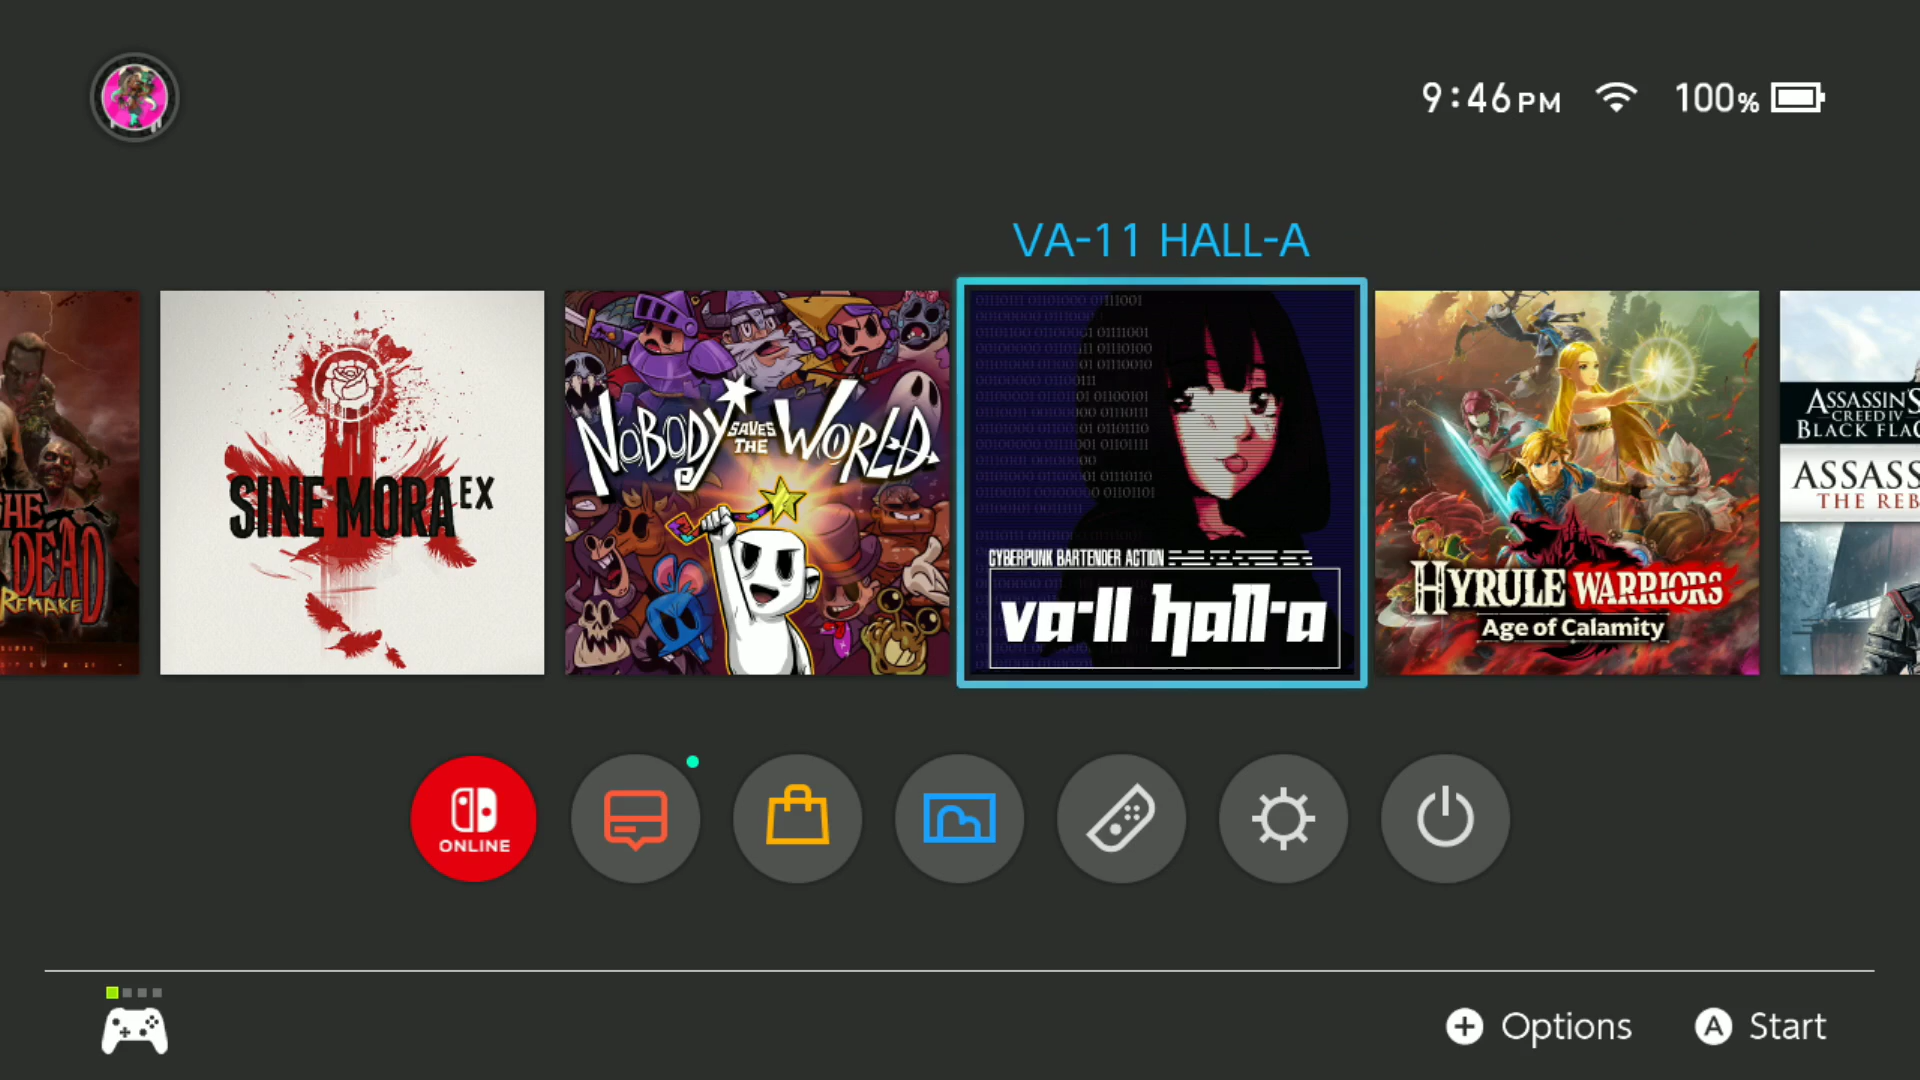 9:46 PM
100%
VA-11 HALL-A
THE
DEAD
REMAKE
SINE MORA EX
NOBODY SAVES THE WORLD
CYBERPUNK BARTENDER ACTION
va-11 hall-a
HYRULE WARRIORS
Age of Calamity
ASSASSIN'S
CREED IV
BLACK FLAG
ASSASS
THE REB
ONLINE
Options
A Start